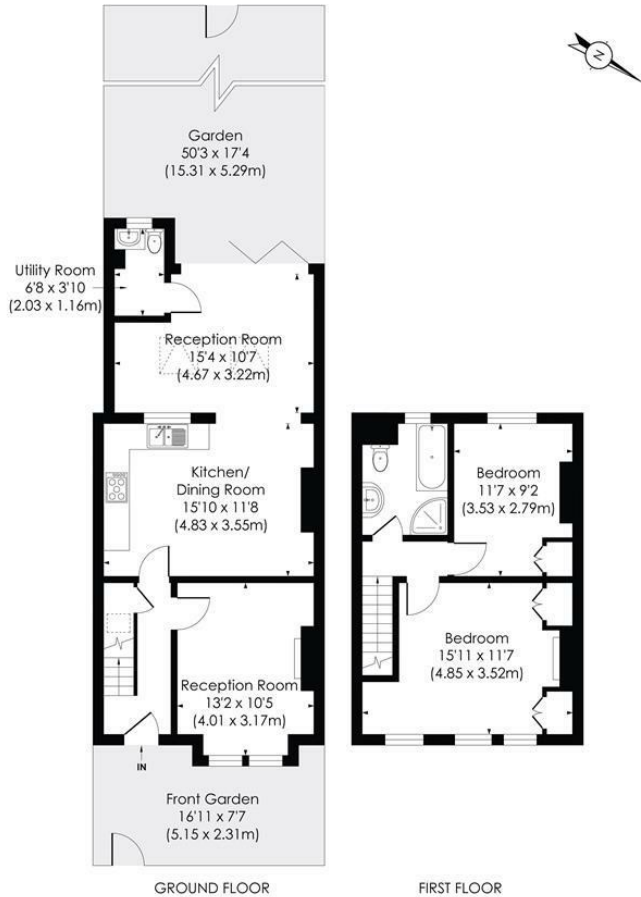 N
Garden
50'3 x 17'4
(15.31 x 5.29m)
Utility Room
6'8 x 3'10
(2.03 x 1.16m)
Reception Room
15'4 x 10'7
(4.67 x 3.22m)
Kitchen/
Dining Room
15'10 x 11'8
(4.83 x 3.55m)
Reception Room
13'2 x 10'5
(4.01 x 3.17m)
IN
Front Garden
16'11 x 7'7
(5.15 x 2.31m)
GROUND FLOOR
Bedroom
11'7 x 9'2
(3.53 x 2.79m)
Bedroom
15'11 x 11'7
(4.85 x 3.52m)
FIRST FLOOR